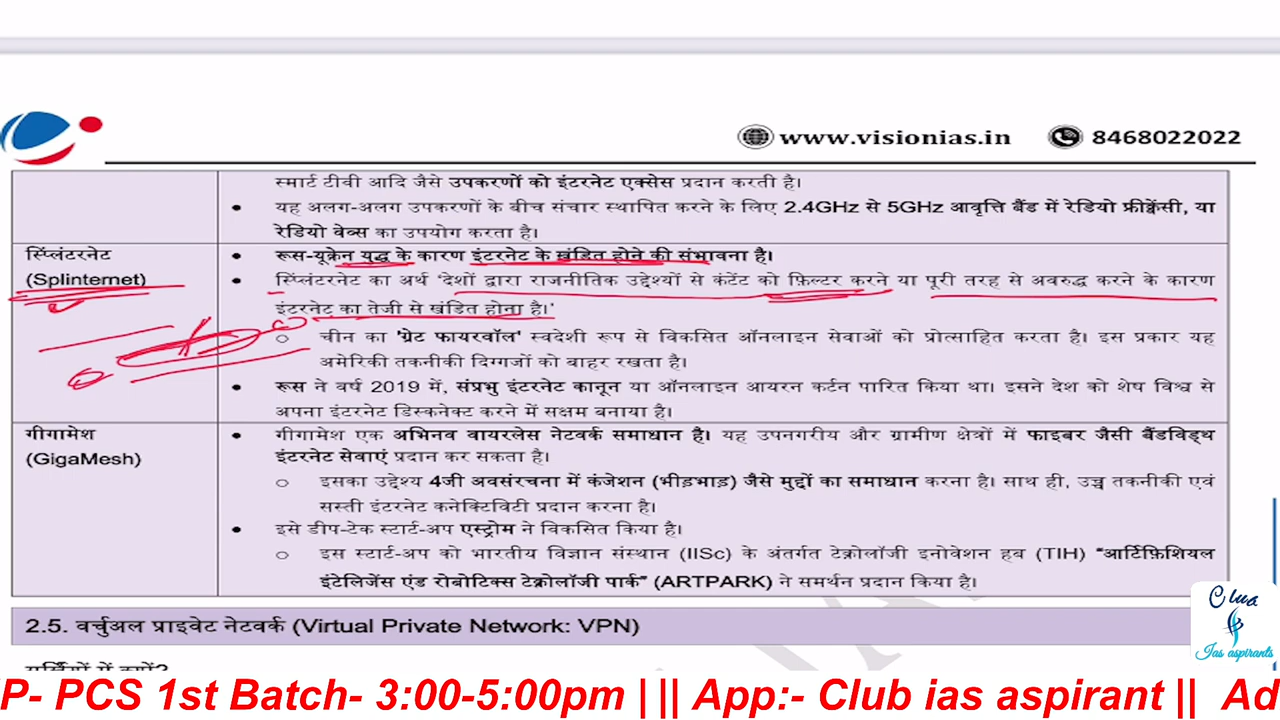 www.visionias.in 8468022022
स्मार्ट टीवी आदि जैसे उपकरणों को इंटरनेट एक्सेस प्रदान करती है।
• यह अलग-अलग उपकरणों के बीच संचार स्थापित करने के लिए 2.4GHz से 5GHz आवृत्ति बैंड में रेडियो फ्रीक्वेंसी, या
रेडियो वेव्स का उपयोग करता है।
स्प्लिंटरनेट
(Splinternet)
• रूस-यूक्रेन युद्ध के कारण इंटरनेट के खंडित होने की संभावना है।
• स्प्लिंटरनेट का अर्थ 'देशों द्वारा राजनीतिक उद्देश्यों से कंटेंट को फ़िल्टर करने या पूरी तरह से अवरुद्ध करने के कारण
इंटरनेट का तेजी से खंडित होना है।'
o चीन का 'ग्रेट फायरवॉल' स्वदेशी रूप से विकसित ऑनलाइन सेवाओं को प्रोत्साहित करता है। इस प्रकार यह
अमेरिकी तकनीकी दिग्गजों को बाहर रखता है।
• रूस ने वर्ष 2019 में, संप्रभु इंटरनेट कानून या ऑनलाइन आयरन कर्टन पारित किया था। इसने देश को शेष विश्व से
अपना इंटरनेट डिस्कनेक्ट करने में सक्षम बनाया है।
गीगामेश
(GigaMesh)
• गीगामेश एक अभिनव वायरलेस नेटवर्क समाधान है। यह उपनगरीय और ग्रामीण क्षेत्रों में फाइबर जैसी बैंडविड्थ
इंटरनेट सेवाएं प्रदान कर सकता है।
o इसका उद्देश्य 4जी अवसंरचना में कंजेशन (भीड़भाड़) जैसे मुद्दों का समाधान करना है। साथ ही, उच्च तकनीकी एवं
सस्ती इंटरनेट कनेक्टिविटी प्रदान करना है।
• इसे डीप-टेक स्टार्ट-अप एस्ट्रोम ने विकसित किया है।
o इस स्टार्ट-अप को भारतीय विज्ञान संस्थान (IISc) के अंतर्गत टेक्नोलॉजी इनोवेशन हब (TIH) “आर्टिफ़िशियल
इंटेलिजेंस एंड रोबोटिक्स टेक्नोलॉजी पार्क” (ARTPARK) ने समर्थन प्रदान किया है।
2.5. वर्चुअल प्राइवेट नेटवर्क (Virtual Private Network: VPN)
Club
Ias aspirants
P- PCS 1st Batch- 3:00-5:00pm | || App:- Club ias aspirant || Ad